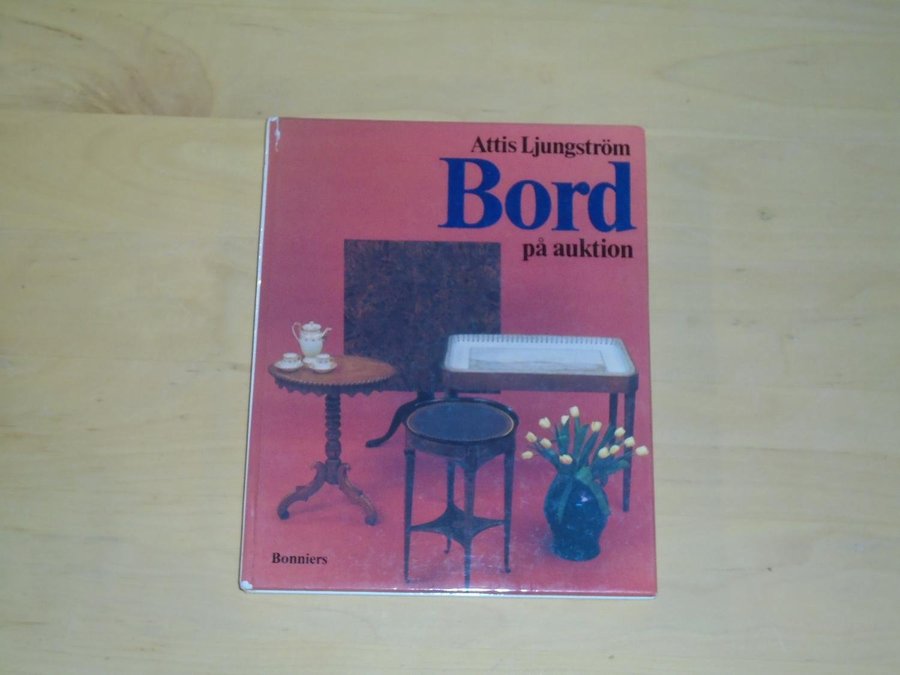 Attis Ljungström
Bord
på auktion
Bonniers